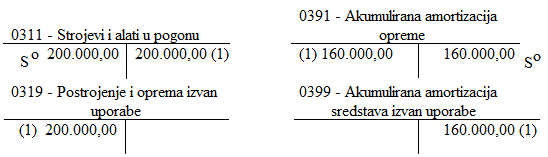 0311 - Strojevi i alati u pogonu
S⁰ 200.000,00 200.000,00 (1)
0391 - Akumulirana amortizacija
opreme
(1) 160.000,00 160.000,00 S⁰
0319 - Postrojenje i oprema izvan
uporabe
(1) 200.000,00
0399 - Akumulirana amortizacija
sredstava izvan uporabe
160.000,00 (1)